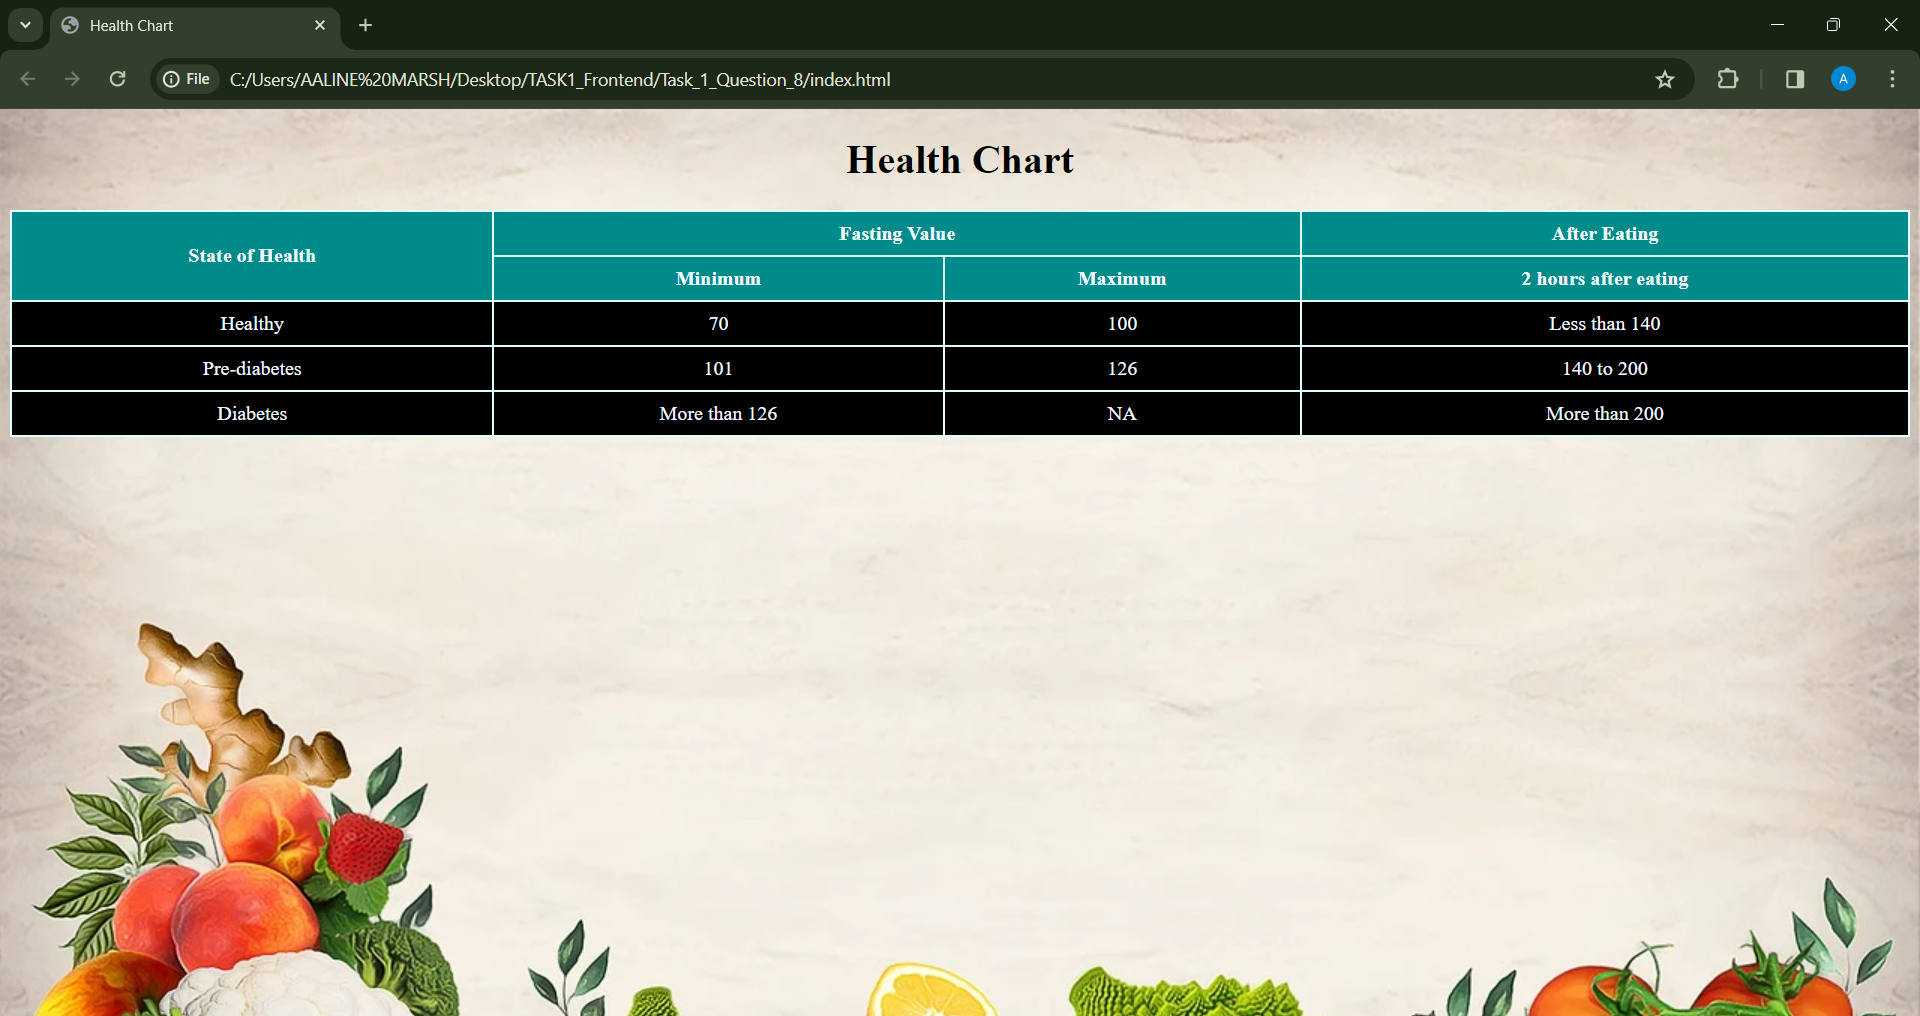 Health Chart
File
C:/Users/AALINE%20MARSH/Desktop/TASK1_Frontend/Task_1_Question_8/index.html
A
Health Chart
State of Health
Fasting Value
After Eating
Minimum
Maximum
2 hours after eating
Healthy
70
100
Less than 140
Pre-diabetes
101
126
140 to 200
Diabetes
More than 126
NA
More than 200